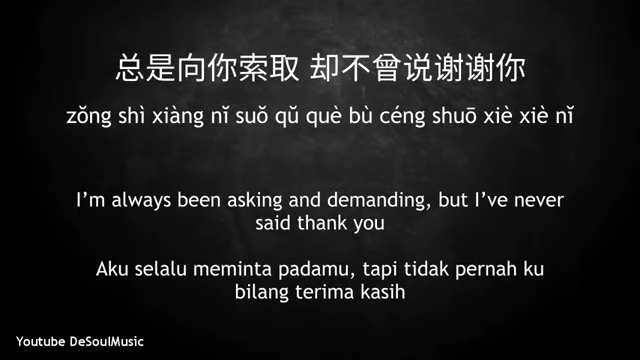 总是向你索取 却不曾说谢谢你
zǒng shì xiàng nǐ suǒ qǔ què bù céng shuō xiè xiè nǐ
I'm always been asking and demanding, but I've never
said thank you
Aku selalu meminta padamu, tapi tidak pernah ku
bilang terima kasih
Youtube DeSoulMusic